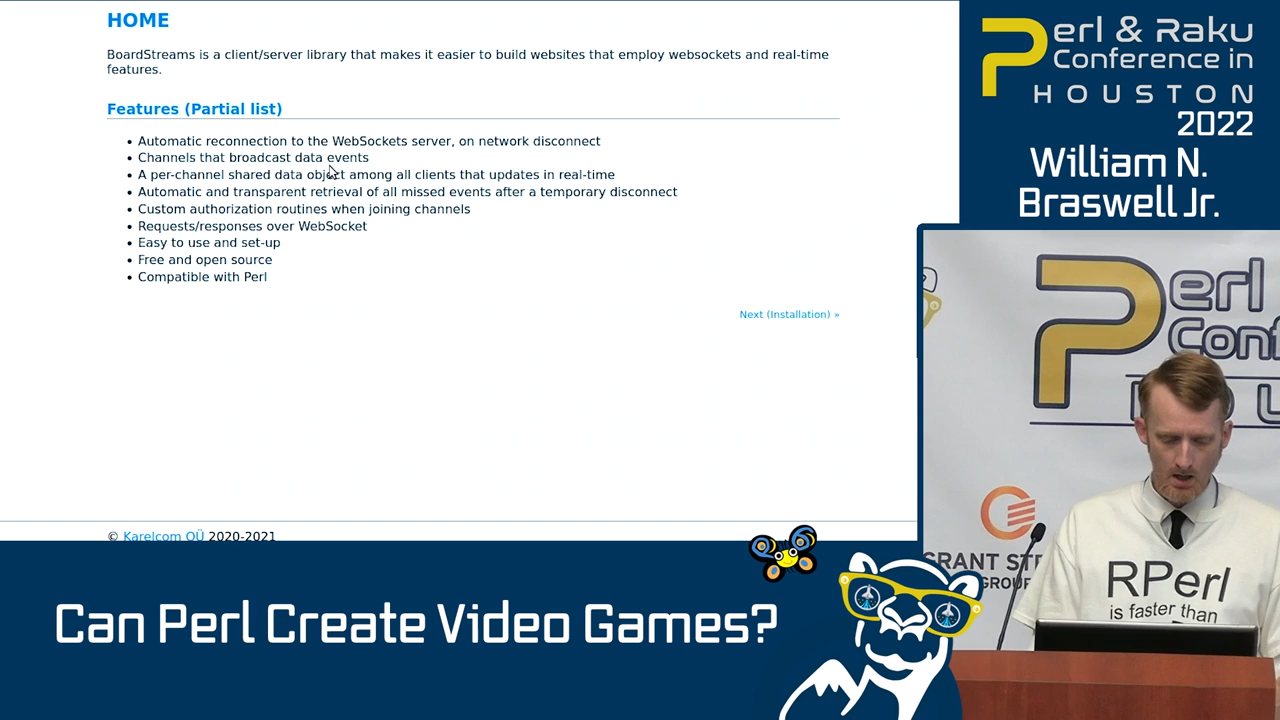 HOME
BoardStreams is a client/server library that makes it easier to build websites that employ websockets and real-time
features.
Features (Partial list)
• Automatic reconnection to the WebSockets server, on network disconnect
• Channels that broadcast data events
• A per-channel shared data object among all clients that updates in real-time
• Automatic and transparent retrieval of all missed events after a temporary disconnect
• Custom authorization routines when joining channels
• Requests/responses over WebSocket
• Easy to use and set-up
• Free and open source
• Compatible with Perl
Next (Installation) »
© Karelcom OÜ 2020-2021
Can Perl Create Video Games?
Perl & Raku
Conference in
HOUSTON
2022
William N.
Braswell Jr.
Perl
Conf
GRANT ST
GROUP
RPerl
is faster than